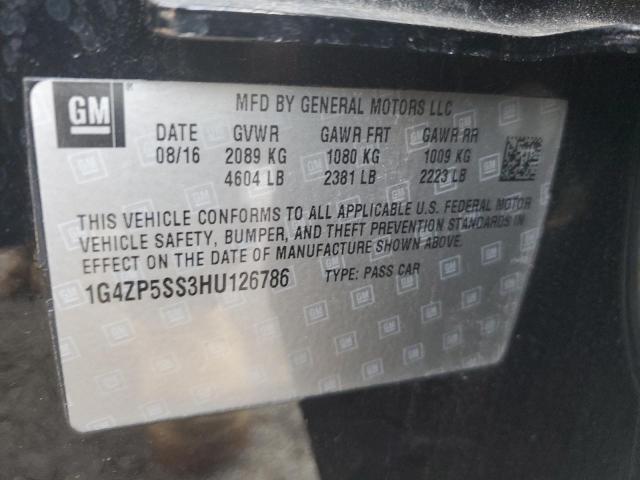 GM
MFD BY GENERAL MOTORS LLC
DATE GVWR GAWR FRT GAWR RR
08/16 2089 KG 1080 KG 1009 KG
4604 LB 2381 LB 2223 LB
THIS VEHICLE CONFORMS TO ALL APPLICABLE U.S. FEDERAL MOTOR
VEHICLE SAFETY, BUMPER, AND THEFT PREVENTION STANDARDS IN
EFFECT ON THE DATE OF MANUFACTURE SHOWN ABOVE.
1G4ZP5SS3HU126786 TYPE: PASS CAR